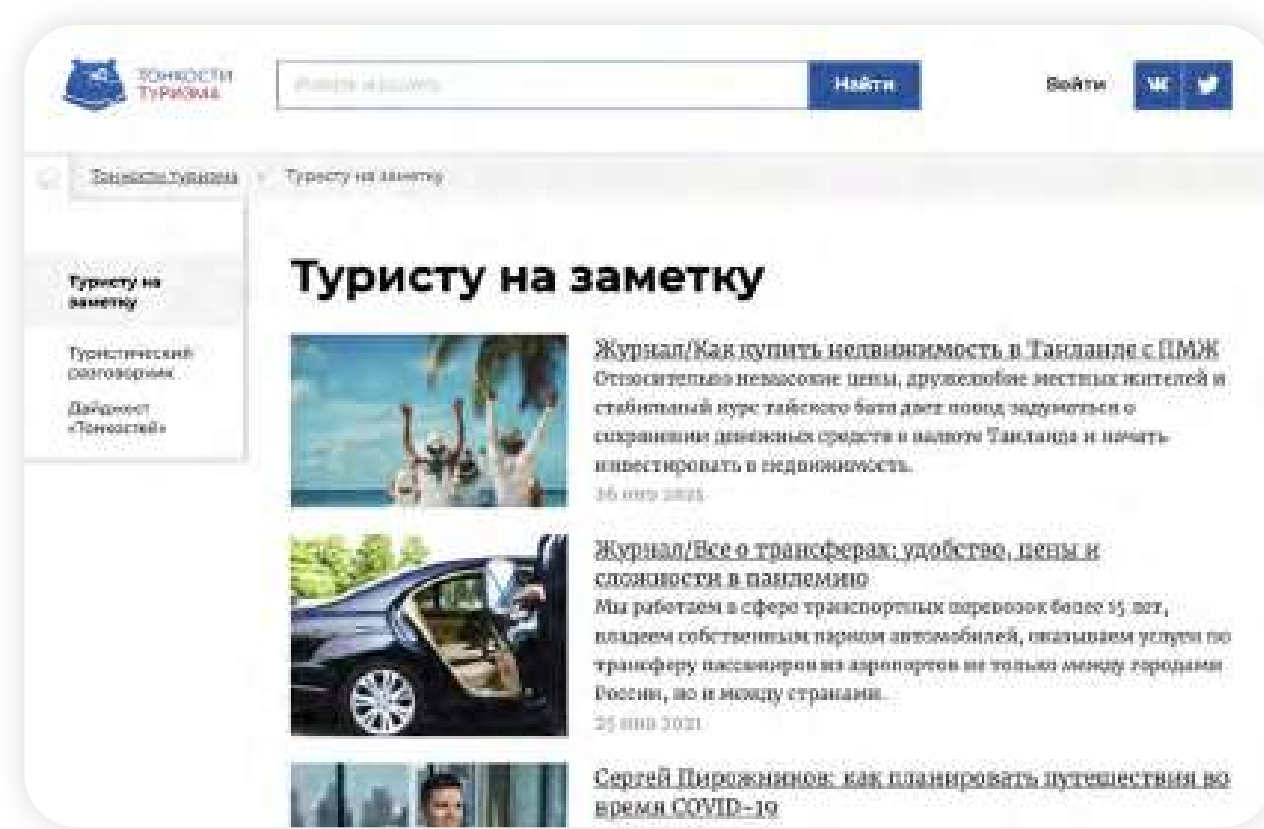 ТОНКОСТИ
ТУРИЗМА
Найти
Войти
Тонкости туризма
Туристу на заметку
Туристу на
заметку
Туристический
разговорник
Дайджест
«Тонкостей»
Туристу на заметку
Журнал/Как купить недвижимость в Таиланде с ПМЖ
Относительно невысокие цены, дружелюбие местных жителей и
стабильный курс тайского бата дает повод задуматься о
сохранении денежных средств в валюте Таиланда и начать
инвестировать в недвижимость.
2021
Журнал/Все о трансферах: удобство, цены и
сложности в пандемию
Мы работаем в сфере транспортных перевозок более 15 лет,
владеем собственным парком автомобилей, оказываем услуги по
трансферу пассажиров из аэропортов не только между городами
России, но и между странами.
2021
Сергей Пирожников: как планировать путешествия во
время COVID-19